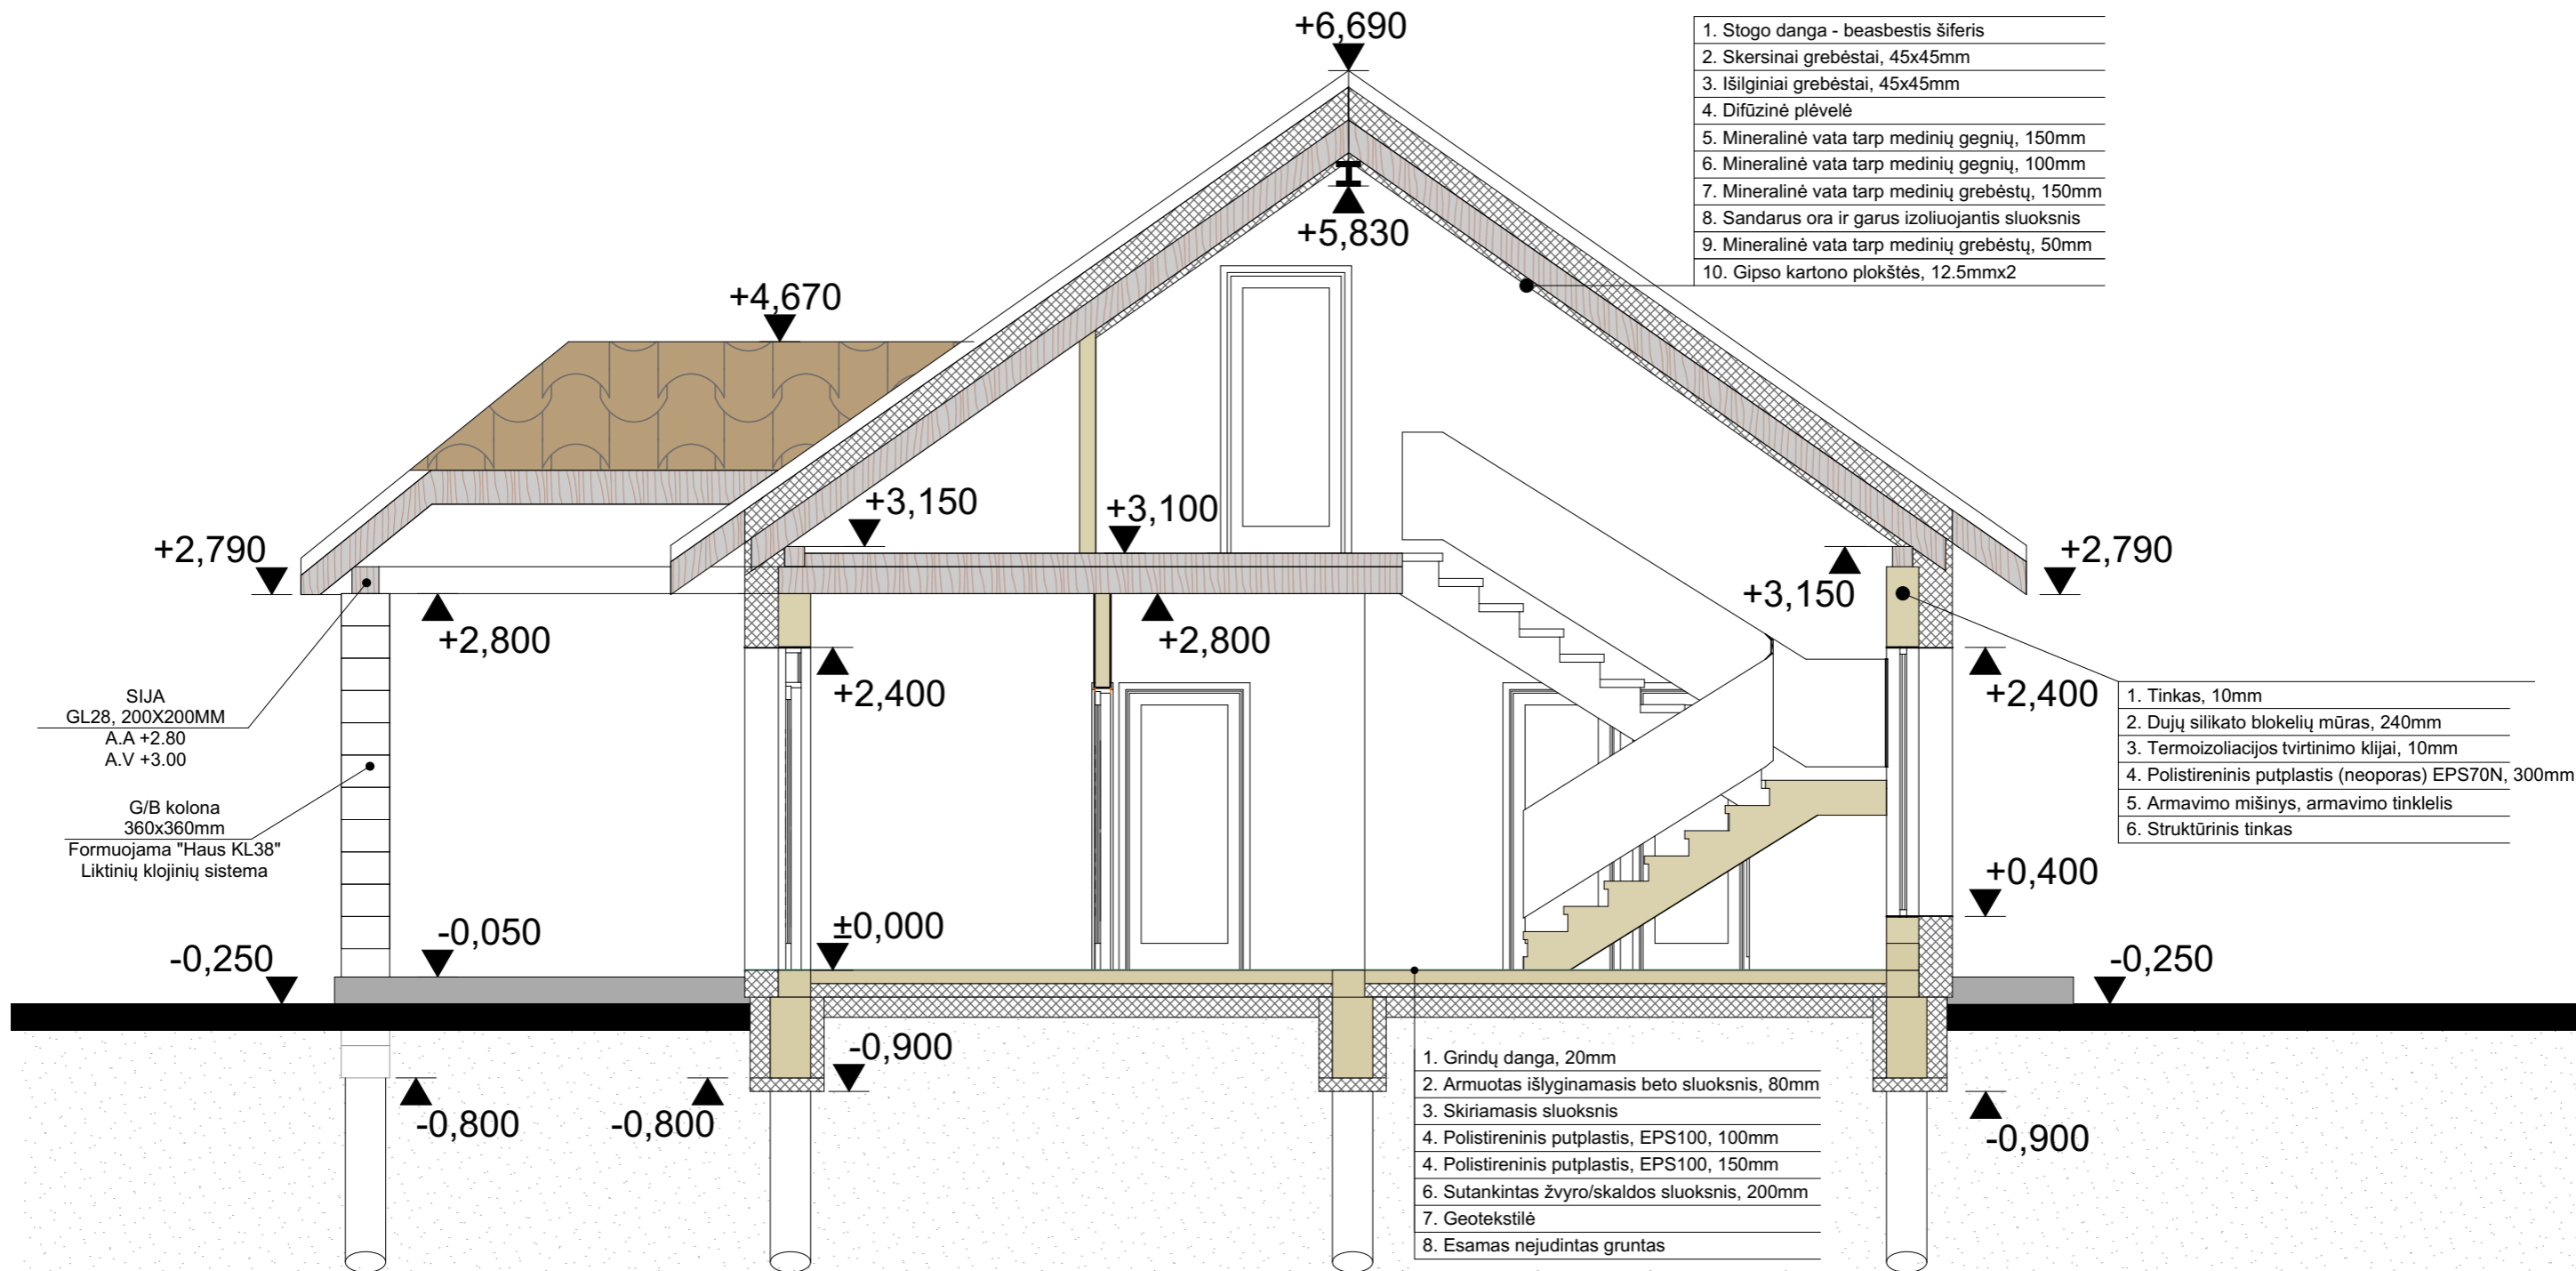 +6,690
1. Stogo danga - beasbestis šiferis
2. Skersinai grebėstai, 45x45mm
3. Išilginiai grebėstai, 45x45mm
4. Difūzinė plėvelė
5. Mineralinė vata tarp medinių gegnių, 150mm
6. Mineralinė vata tarp medinių gegnių, 100mm
7. Mineralinė vata tarp medinių grebėstų, 150mm
8. Sandarus ora ir garus izoliuojantis sluoksnis
9. Mineralinė vata tarp medinių grebėstų, 50mm
10. Gipso kartono plokštės, 12.5mmx2
+5,830
+4,670
+3,150
+3,100
+2,790
+2,790
+3,150
+2,800
+2,800
+2,400
+2,400
SIJA
GL28, 200X200MM
A.A +2.80
A.V +3.00
1. Tinkas, 10mm
2. Dujų silikato blokelių mūras, 240mm
3. Termoizoliacijos tvirtinimo klijai, 10mm
4. Polistireninis putplastis (neoporas) EPS70N, 300mm
5. Armavimo mišinys, armavimo tinklelis
6. Struktūrinis tinkas
G/B kolona
360x360mm
Formuojama "Haus KL38"
Liktinių klojinių sistema
+0,400
-0,050
±0,000
-0,250
-0,250
-0,900
-0,800
-0,800
-0,900
1. Grindų danga, 20mm
2. Armuotas išlyginamasis beto sluoksnis, 80mm
3. Skiriamasis sluoksnis
4. Polistireninis putplastis, EPS100, 100mm
4. Polistireninis putplastis, EPS100, 150mm
6. Sutankintas žvyro/skaldos sluoksnis, 200mm
7. Geotekstilė
8. Esamas nejudintas gruntas